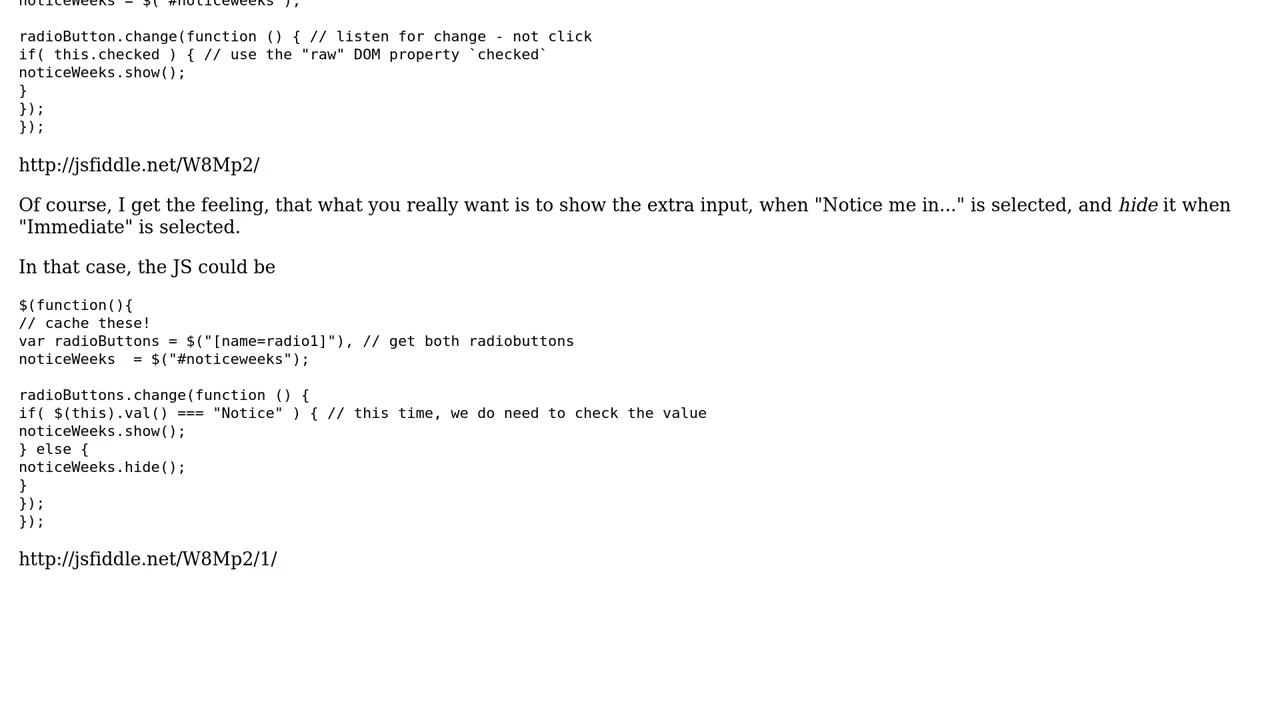 noticeWeeks = $("#noticeweeks");
radioButton.change(function () { // listen for change - not click
if( this.checked ) { // use the "raw" DOM property `checked`
noticeWeeks.show();
}
});
});
http://jsfiddle.net/W8Mp2/
Of course, I get the feeling, that what you really want is to show the extra input, when "Notice me in..." is selected, and hide it when
"Immediate" is selected.
In that case, the JS could be
$(function(){
// cache these!
var radioButtons = $("[name=radio1]"), // get both radiobuttons
noticeWeeks  = $("#noticeweeks");
radioButtons.change(function () {
if( $(this).val() === "Notice" ) { // this time, we do need to check the value
noticeWeeks.show();
} else {
noticeWeeks.hide();
}
});
});
http://jsfiddle.net/W8Mp2/1/